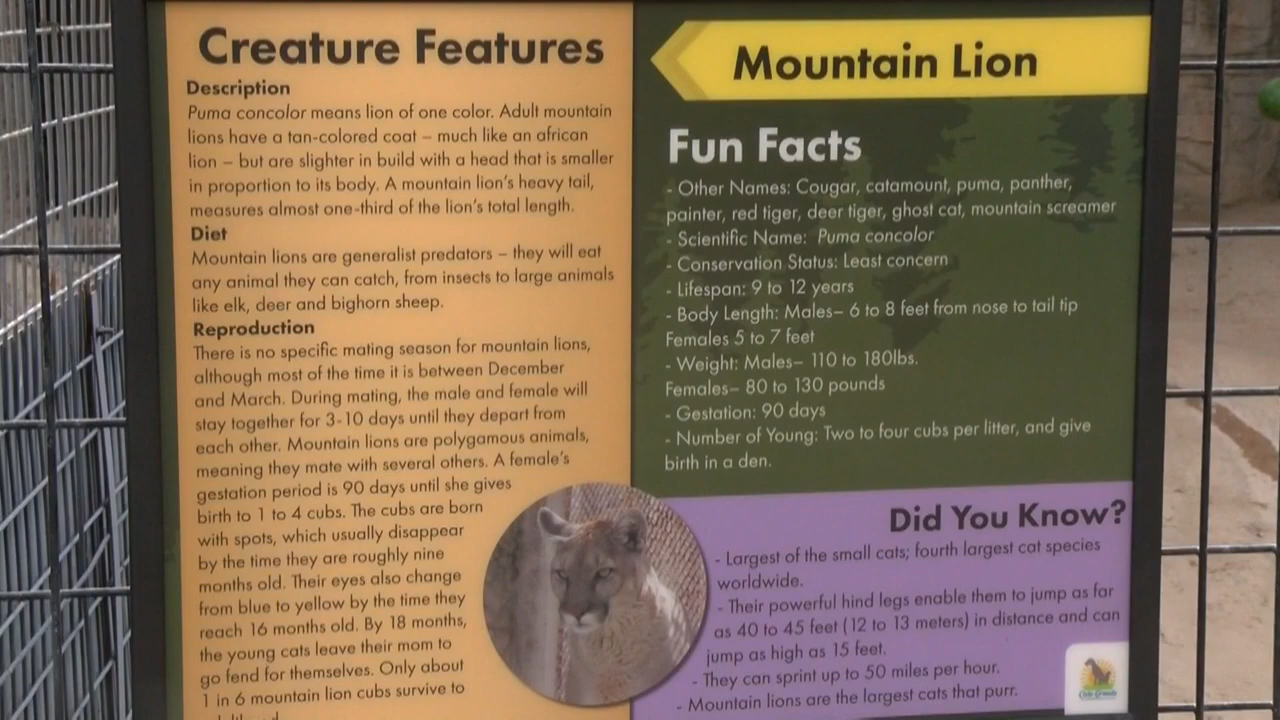 Creature Features
Description
Puma concolor means lion of one color. Adult mountain
lions have a tan-colored coat – much like an african
lion – but are slighter in build with a head that is smaller
in proportion to its body. A mountain lion's heavy tail,
measures almost one-third of the lion's total length.
Diet
Mountain lions are generalist predators – they will eat
any animal they can catch, from insects to large animals
like elk, deer and bighorn sheep.
Reproduction
There is no specific mating season for mountain lions,
although most of the time it is between December
and March. During mating, the male and female will
stay together for 3-10 days until they depart from
each other. Mountain lions are polygamous animals,
meaning they mate with several others. A female's
gestation period is 90 days until she gives
birth to 1 to 4 cubs. The cubs are born
with spots, which usually disappear
by the time they are roughly nine
months old. Their eyes also change
from blue to yellow by the time they
reach 16 months old. By 18 months,
the young cats leave their mom to
go fend for themselves. Only about
1 in 6 mountain lion cubs survive to
Mountain Lion
Fun Facts
- Other Names: Cougar, catamount, puma, panther,
painter, red tiger, deer tiger, ghost cat, mountain screamer
- Scientific Name: Puma concolor
- Conservation Status: Least concern
- Lifespan: 9 to 12 years
- Body Length: Males– 6 to 8 feet from nose to tail tip
Females 5 to 7 feet
- Weight: Males– 110 to 180lbs.
Females– 80 to 130 pounds
- Gestation: 90 days
- Number of Young: Two to four cubs per litter, and give
birth in a den.
Did You Know?
- Largest of the small cats; fourth largest cat species
worldwide.
- Their powerful hind legs enable them to jump as far
as 40 to 45 feet (12 to 13 meters) in distance and can
jump as high as 15 feet.
- They can sprint up to 50 miles per hour.
- Mountain lions are the largest cats that purr.